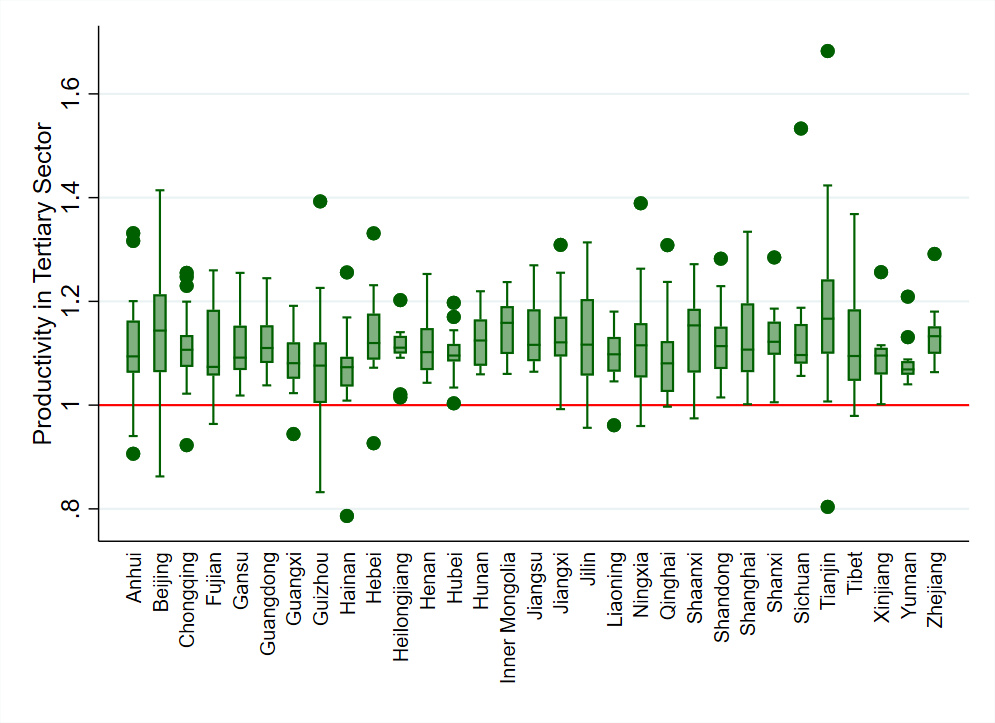 Productivity in Tertiary Sector
1.6
1.4
1.2
1
.8
Anhui
Beijing
Chongqing
Fujian
Gansu
Guangdong
Guangxi
Guizhou
Hainan
Hebei
Heilongjiang
Henan
Hubei
Hunan
Inner Mongolia
Jiangsu
Jiangxi
Jilin
Liaoning
Ningxia
Qinghai
Shaanxi
Shandong
Shanghai
Shanxi
Sichuan
Tianjin
Tibet
Xinjiang
Yunnan
Zhejiang